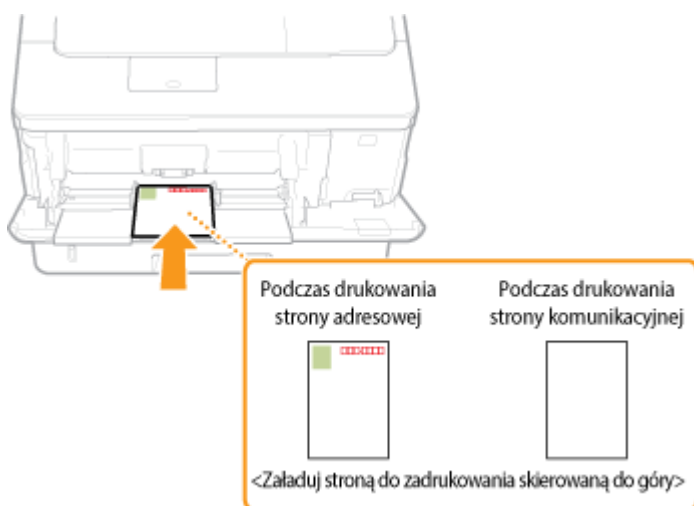 Podczas drukowania
strony adresowej
Podczas drukowania
strony komunikacyjnej
<Załaduj stroną do zadrukowania skierowaną do góry>